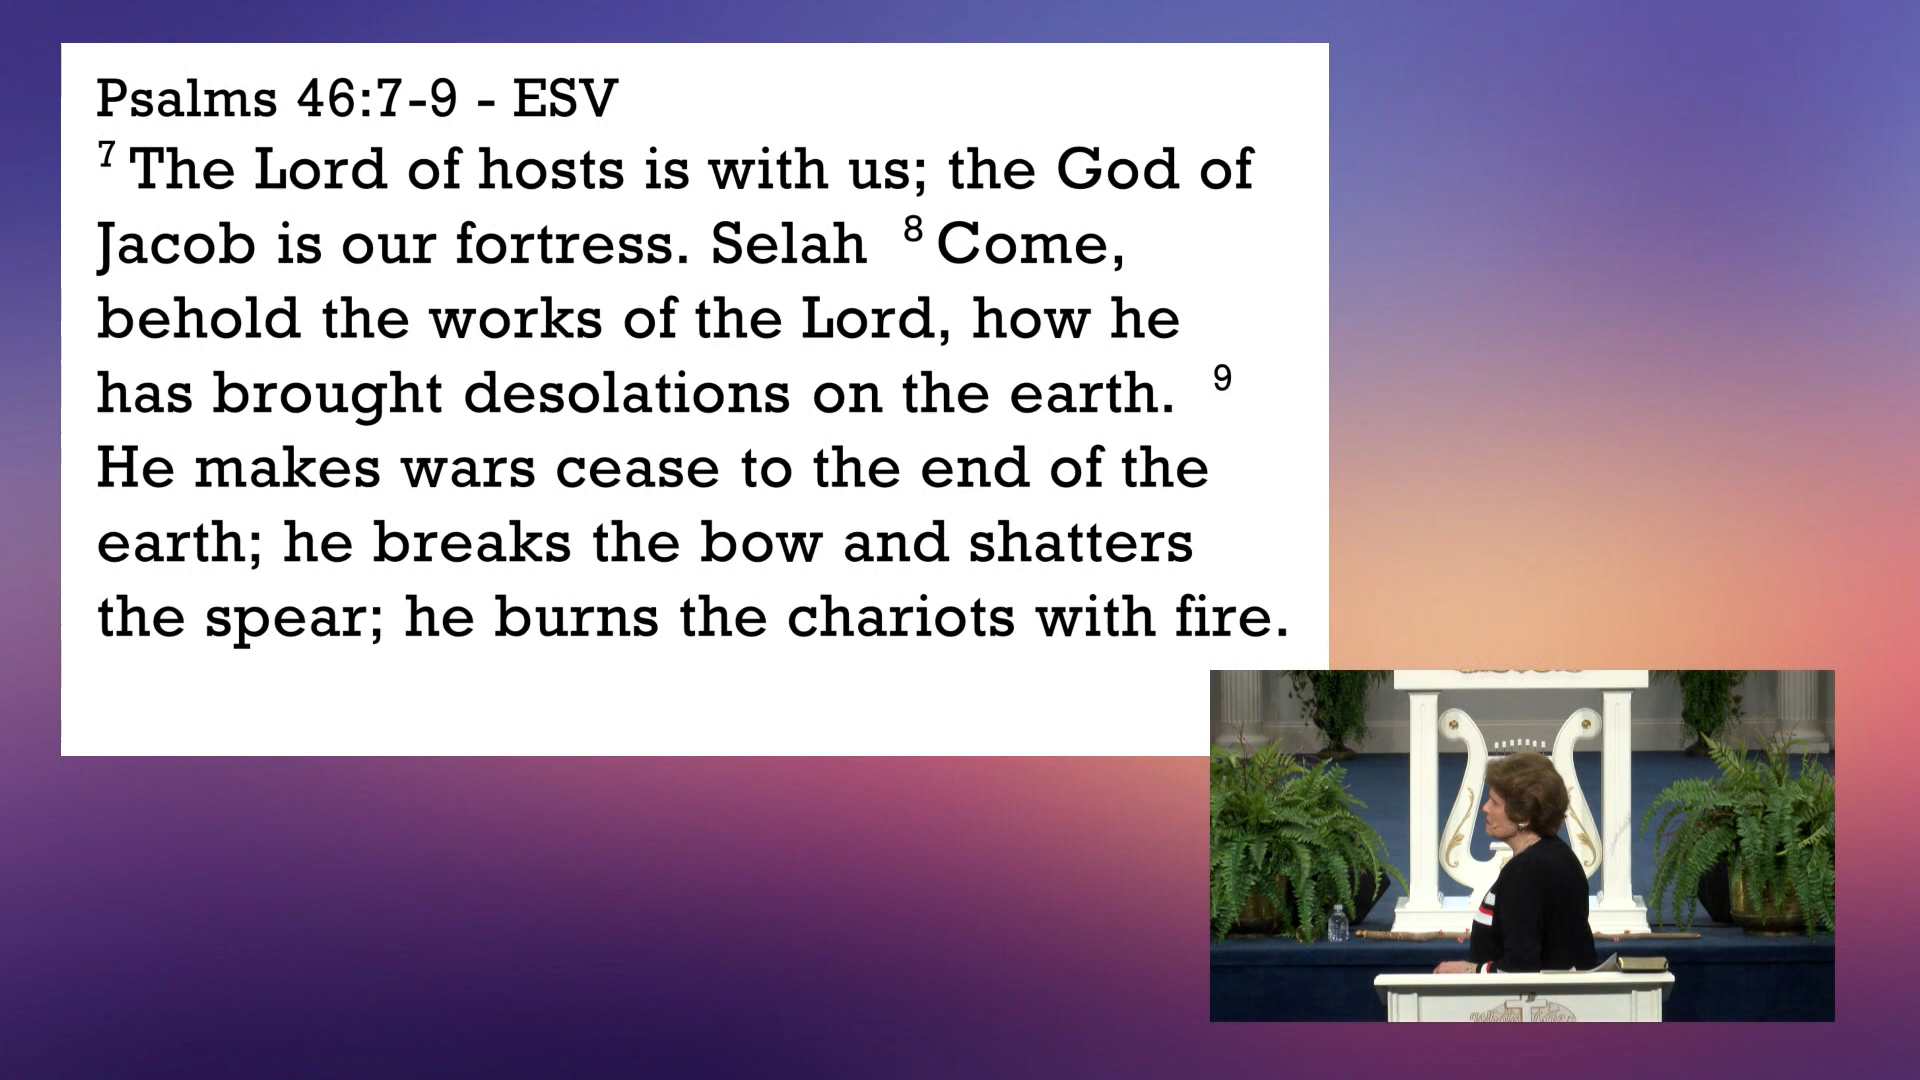 Psalms 46:7-9 - ESV
7 The Lord of hosts is with us; the God of
Jacob is our fortress. Selah 8 Come,
behold the works of the Lord, how he
has brought desolations on the earth. 9
He makes wars cease to the end of the
earth; he breaks the bow and shatters
the spear; he burns the chariots with fire.